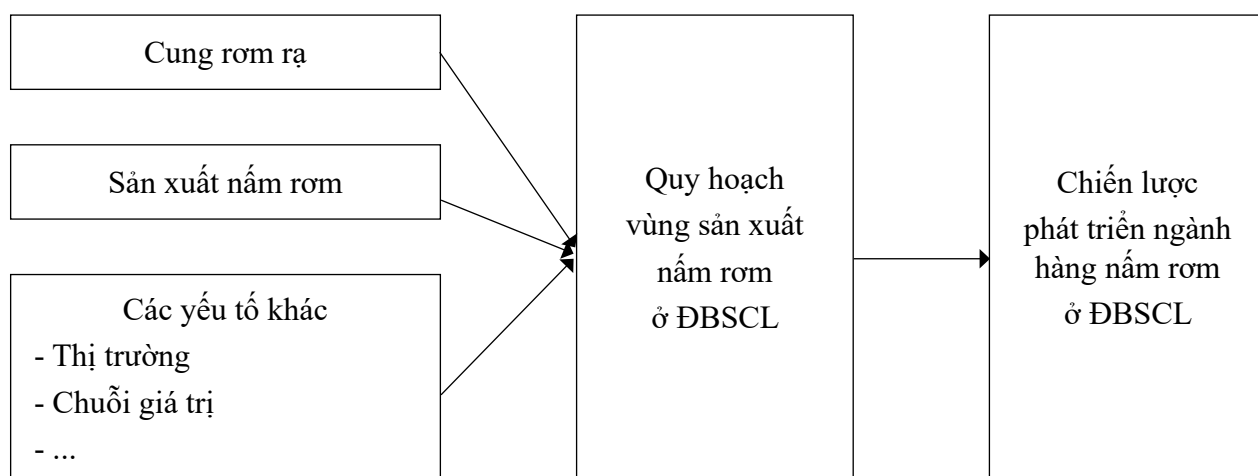 Cung rơm rạ
Sản xuất nấm rơm
Các yếu tố khác
- Thị trường
- Chuỗi giá trị
- ...
Quy hoạch
vùng sản xuất
nấm rơm
ở ĐBSCL
Chiến lược
phát triển ngành
hàng nấm rơm
ở ĐBSCL